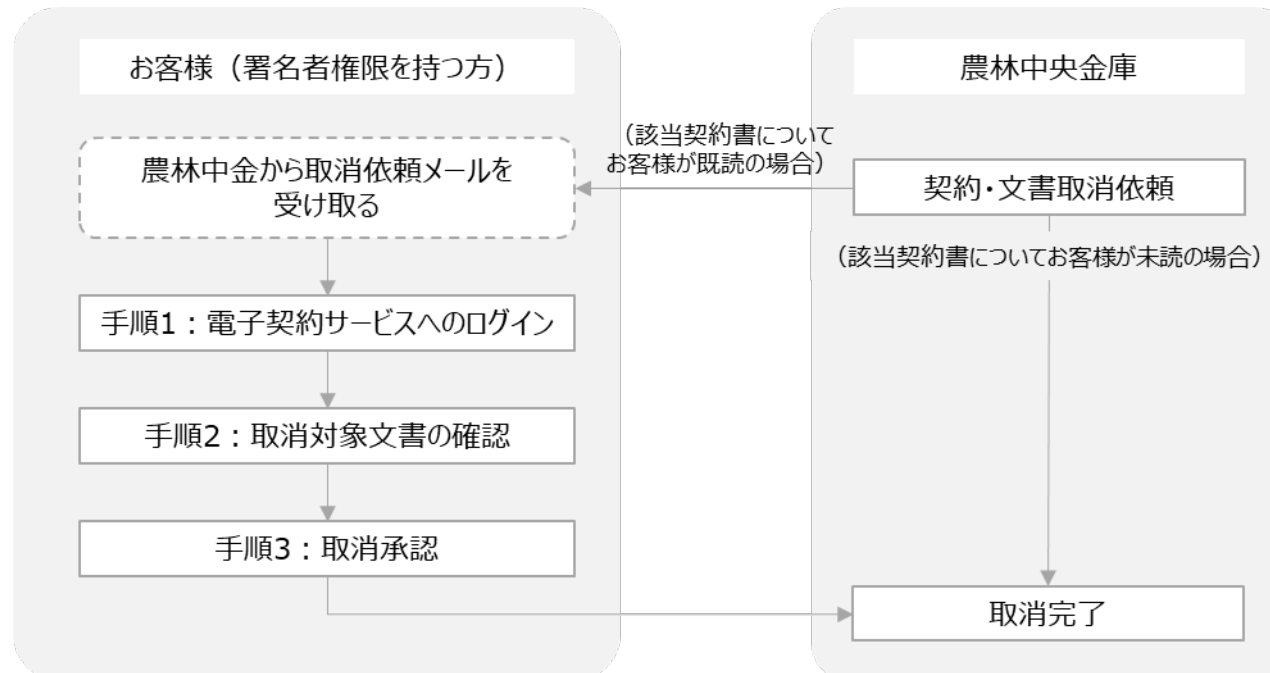 お客様（署名者権限を持つ方）
農林中央金庫
（該当契約書について
お客様が既読の場合）
農林中金から取消依頼メールを
受け取る
契約・文書取消依頼
（該当契約書についてお客様が未読の場合）
手順1：電子契約サービスへのログイン
手順2：取消対象文書の確認
手順3：取消承認
取消完了